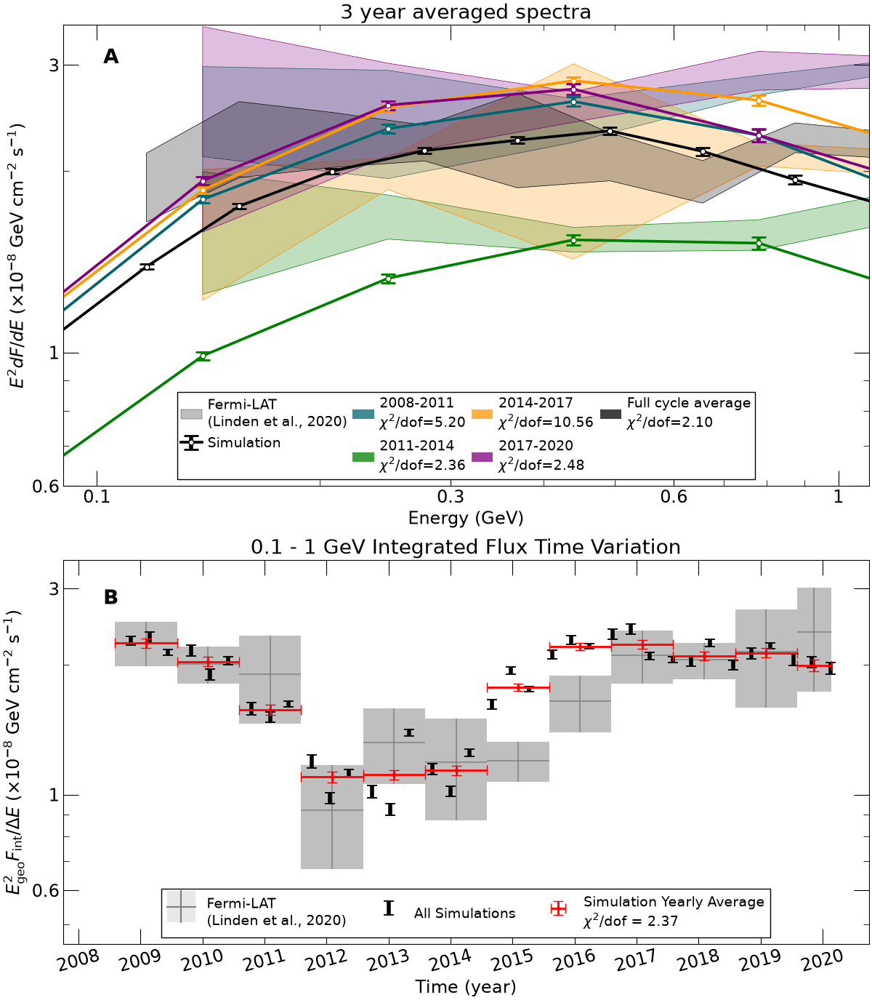 3 year averaged spectra
A
3
1
0.6
E²dF/dE (×10⁻⁸ GeV cm⁻² s⁻¹)
Fermi-LAT
(Linden et al., 2020)
Simulation
2008-2011
χ²/dof=5.20
2011-2014
χ²/dof=2.36
2014-2017
χ²/dof=10.56
2017-2020
χ²/dof=2.48
Full cycle average
χ²/dof=2.10
0.1 0.3 0.6 1
Energy (GeV)
0.1 - 1 GeV Integrated Flux Time Variation
B
3
1
0.6
E²geoFint/ΔE (×10⁻⁸ GeV cm⁻² s⁻¹)
Fermi-LAT
(Linden et al., 2020)
All Simulations
Simulation Yearly Average
χ²/dof = 2.37
2008 2009 2010 2011 2012 2013 2014 2015 2016 2017 2018 2019 2020
Time (year)